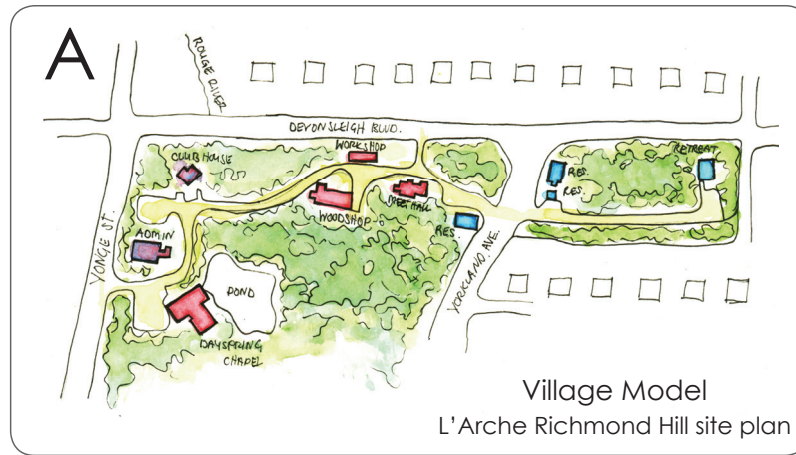 A
ROUGE RIVER
DEVONSLEIGH BLVD.
WORKSHOP
CLUBHOUSE
RETREAT
RES.
RES.
WOODSHOP
MEETHALL
RES.
YONGE ST.
ADMIN
YORKLAND AVE.
POND
DAYSPRING
CHAPEL
Village Model
L'Arche Richmond Hill site plan